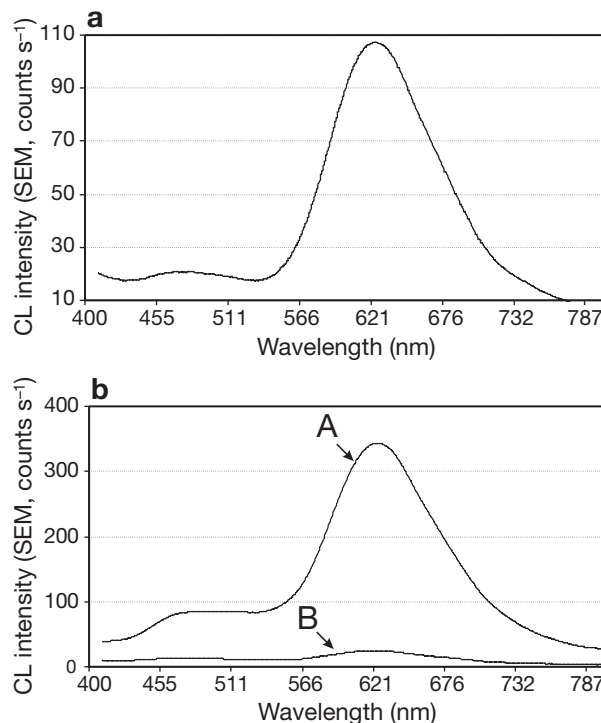 a
CL intensity (SEM, counts s⁻¹)
110
90
70
50
30
10
400 455 511 566 621 676 732 787
Wavelength (nm)
b
CL intensity (SEM, counts s⁻¹)
400
300
200
100
0
A
B
400 455 511 566 621 676 732 787
Wavelength (nm)